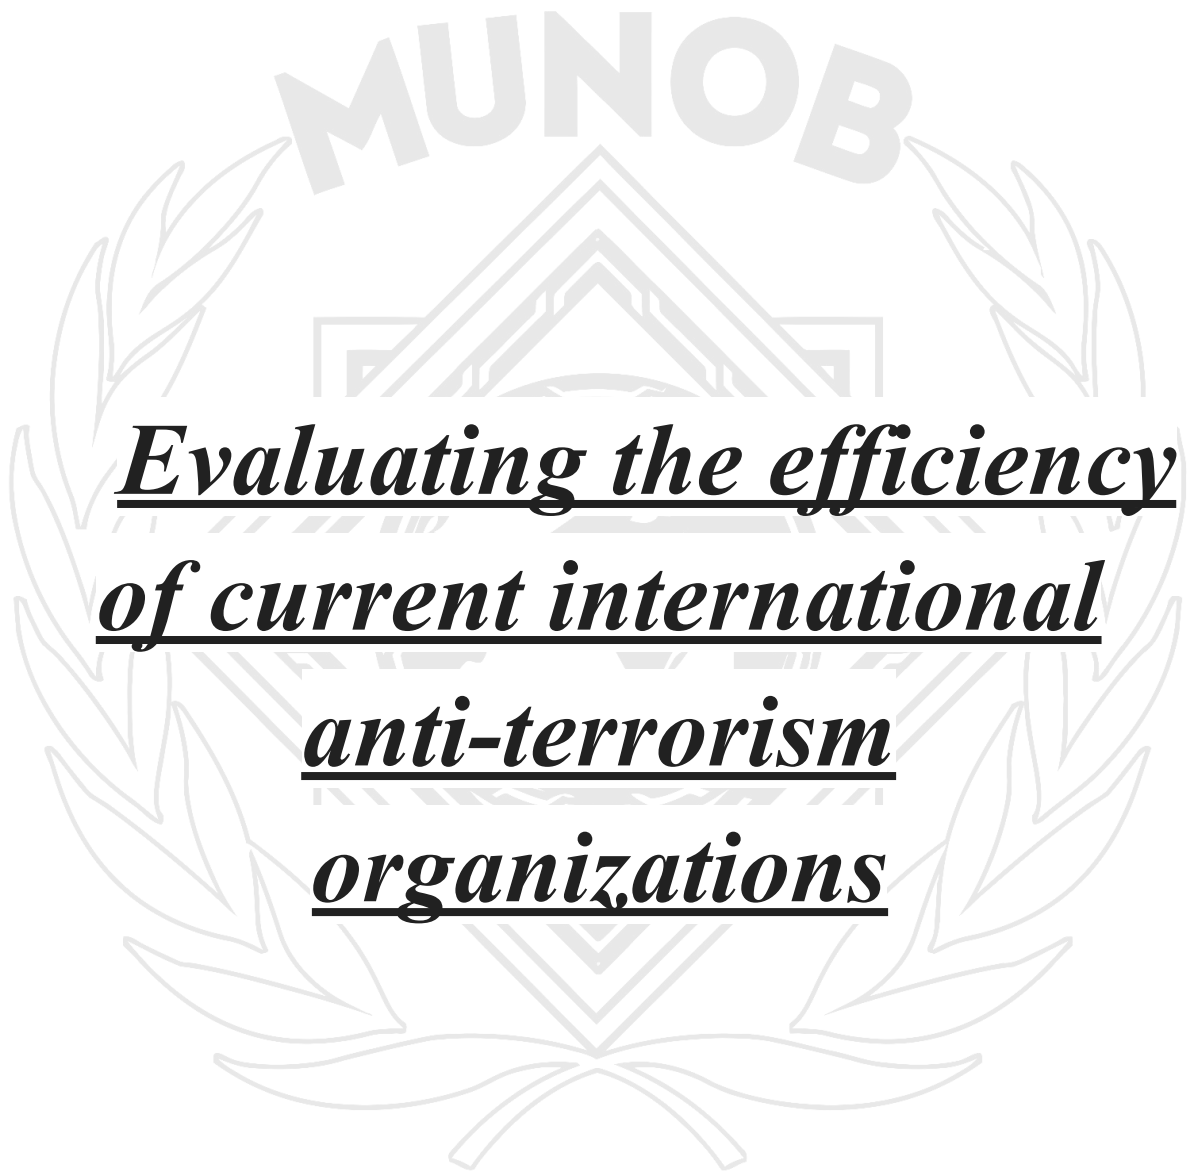 MUNOB
Evaluating the efficiency
of current international
anti-terrorism
organizations